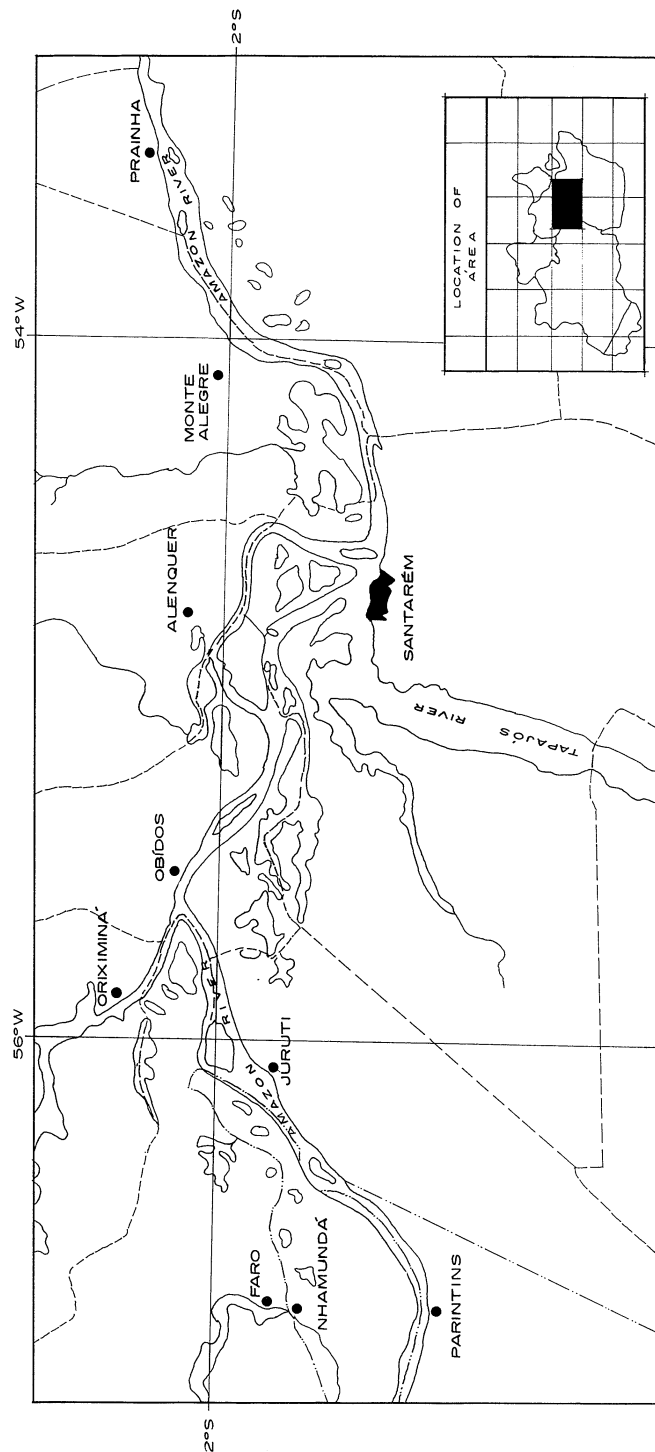 54°W
56°W
2°S
2°S
PRAINHA
AMAZON RIVER
MONTE
ALEGRE
ALENQUER
SANTARÉM
TAPAJÓS
RIVER
OBÍDOS
ORIXIMINÁ
AMAZON RIVER
JURUTI
FARO
NHAMUNDÁ
PARINTINS
LOCATION OF
ÁREA